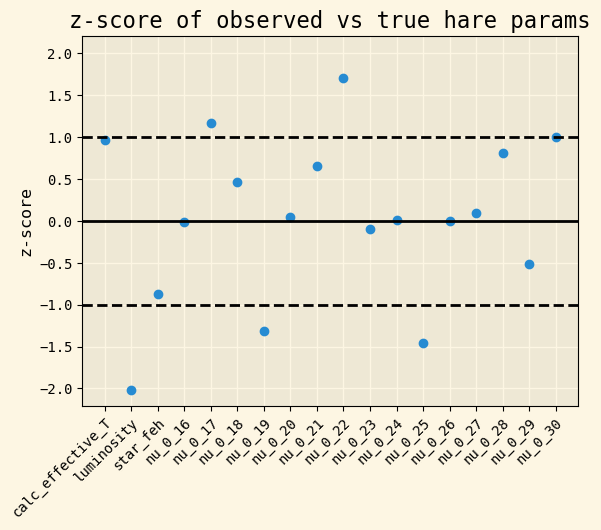 z-score of observed vs true hare params
z-score
2.0
1.5
1.0
0.5
0.0
−0.5
−1.0
−1.5
−2.0
calc_effective_T
luminosity
star_feh
nu_0_16
nu_0_17
nu_0_18
nu_0_19
nu_0_20
nu_0_21
nu_0_22
nu_0_23
nu_0_24
nu_0_25
nu_0_26
nu_0_27
nu_0_28
nu_0_29
nu_0_30